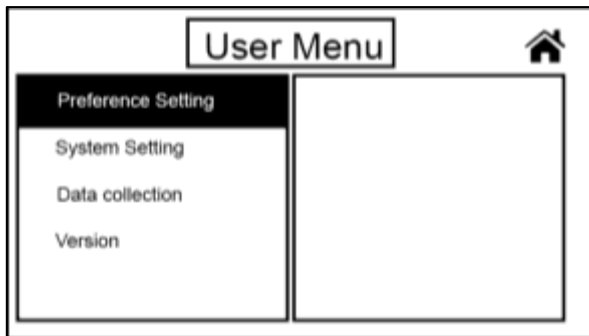 User Menu
Preference Setting
System Setting
Data collection
Version